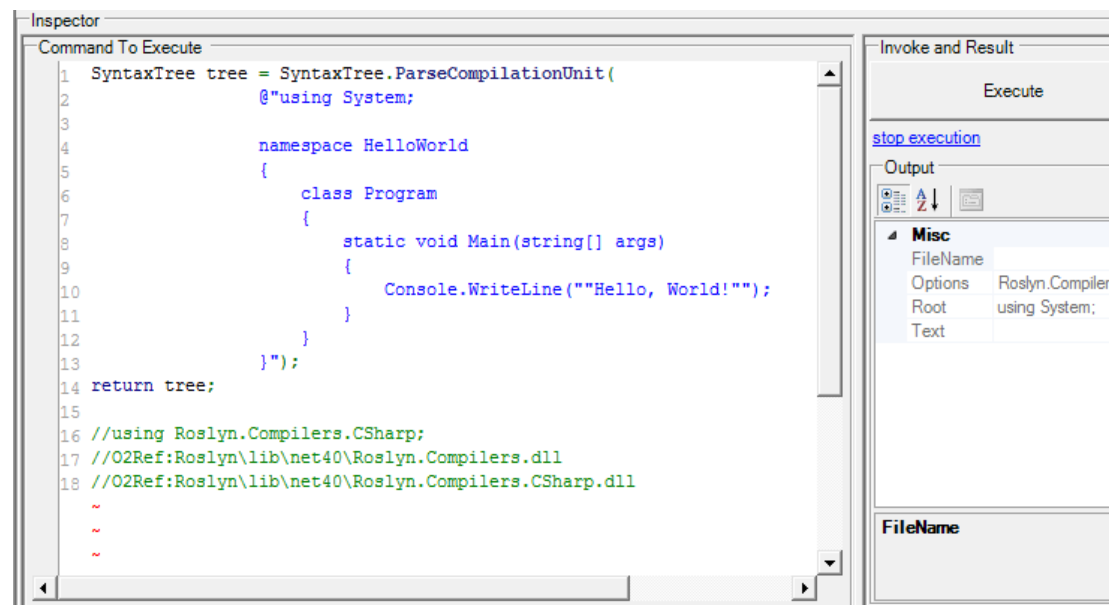 Inspector
Command To Execute
1 SyntaxTree tree = SyntaxTree.ParseCompilationUnit(
2 @"using System;
3
4 namespace HelloWorld
5 {
6 class Program
7 {
8 static void Main(string[] args)
9 {
10 Console.WriteLine(""Hello, World!"");
11 }
12 }
13 }");
14 return tree;
15
16 //using Roslyn.Compilers.CSharp;
17 //O2Ref:Roslyn\lib\net40\Roslyn.Compilers.dll
18 //O2Ref:Roslyn\lib\net40\Roslyn.Compilers.CSharp.dll
~
~
~
Invoke and Result
Execute
stop execution
Output
Misc
FileName
Options Roslyn.Compiler
Root using System;
Text
FileName